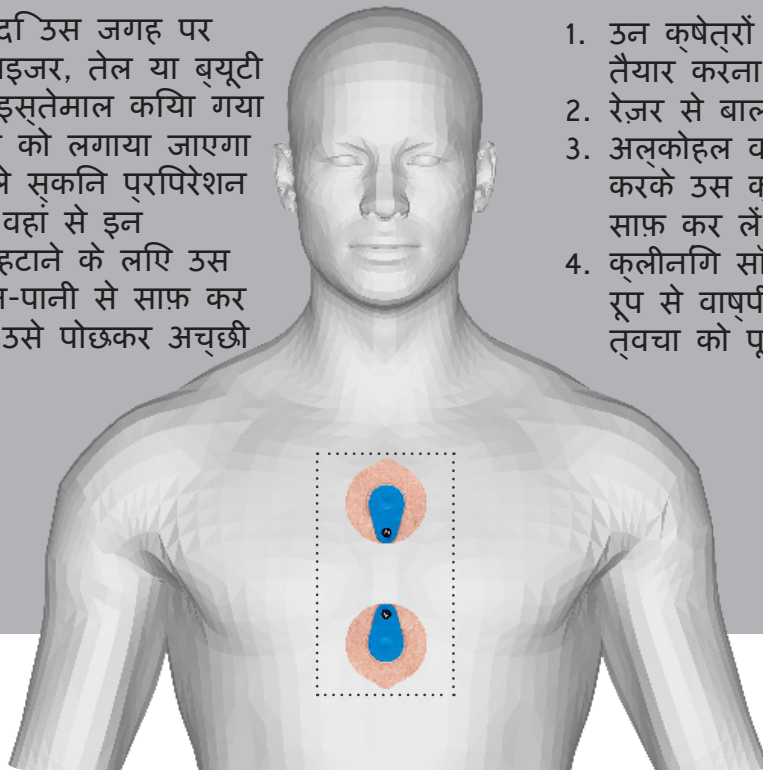 दि उस जगह पर
इजर, तेल या ब्यूटी
इस्तेमाल किया गया
को लगाया जाएगा
ले स्किन प्रिपरेशन
वहां से इन
हटाने के लिए उस
न-पानी से साफ़ कर
उसे पोछकर अच्छी
1. उन क्षेत्रों
तैयार करना
2. रेज़र से बाल
3. अल्कोहल
करके उस
साफ़ कर लें
4. क्लीनिंग सॉ
रूप से वाष्पी
त्वचा को पू